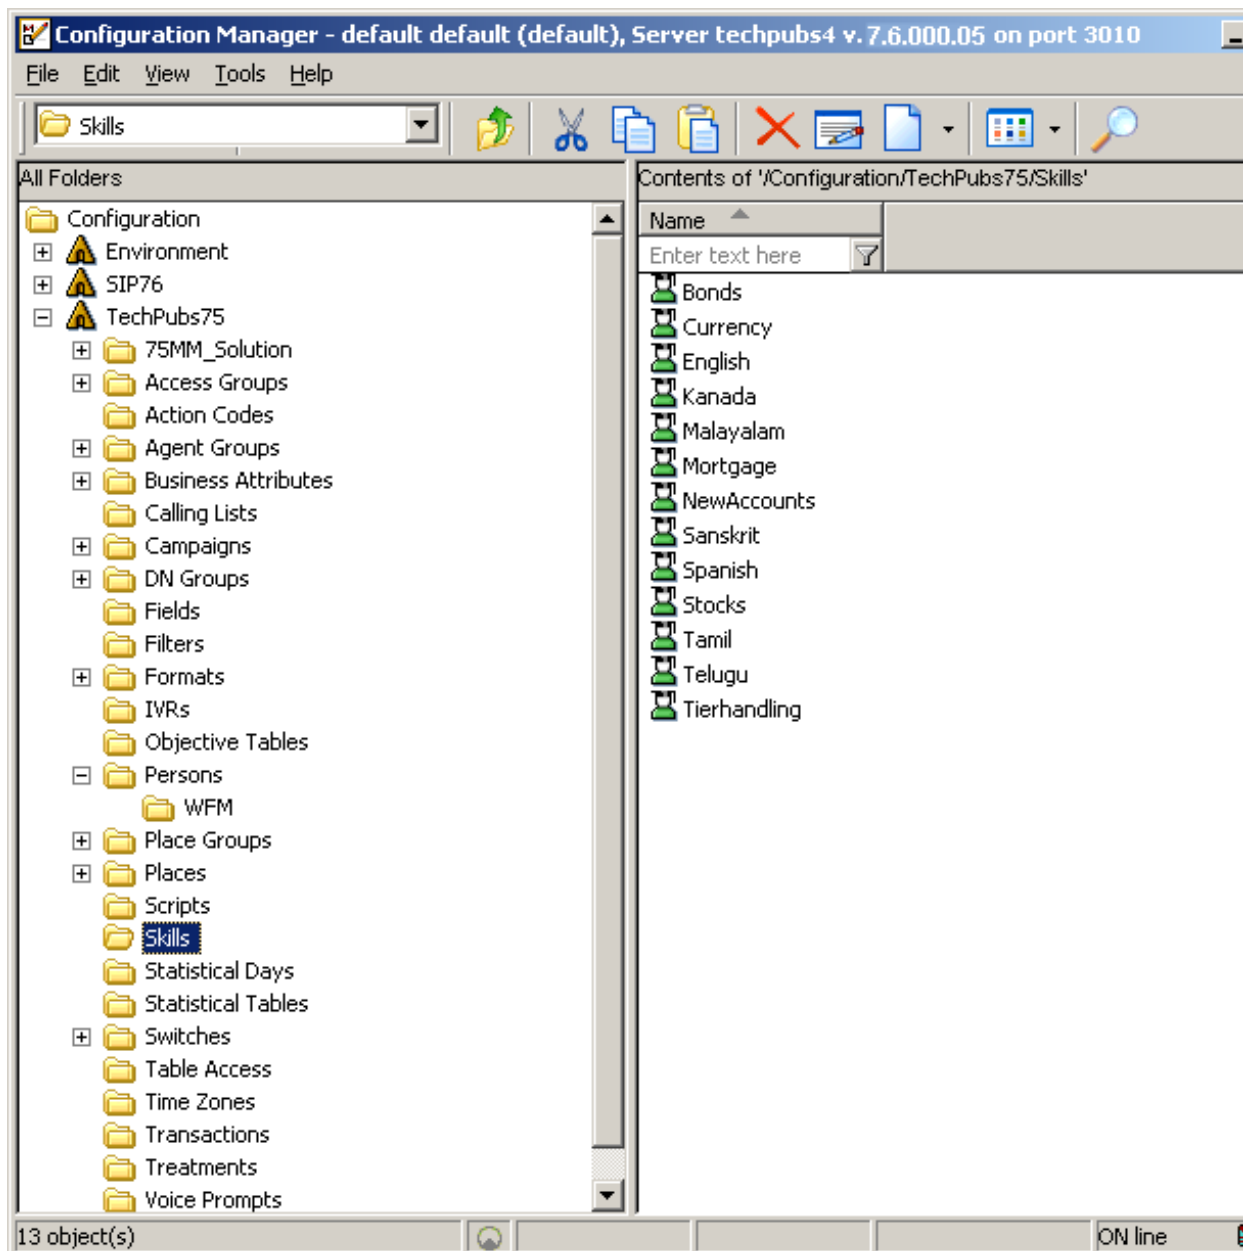 Configuration Manager - default default (default), Server techpubs4 v. 7.6.000.05 on port 3010
File Edit View Tools Help
Skills
All Folders
Configuration
Environment
SIP76
TechPubs75
75MM_Solution
Access Groups
Action Codes
Agent Groups
Business Attributes
Calling Lists
Campaigns
DN Groups
Fields
Filters
Formats
IVRs
Objective Tables
Persons
WFM
Place Groups
Places
Scripts
Skills
Statistical Days
Statistical Tables
Switches
Table Access
Time Zones
Transactions
Treatments
Voice Prompts
Contents of '/Configuration/TechPubs75/Skills'
Name
Enter text here
Bonds
Currency
English
Kanada
Malayalam
Mortgage
NewAccounts
Sanskrit
Spanish
Stocks
Tamil
Telugu
Tierhandling
13 object(s)
ON line